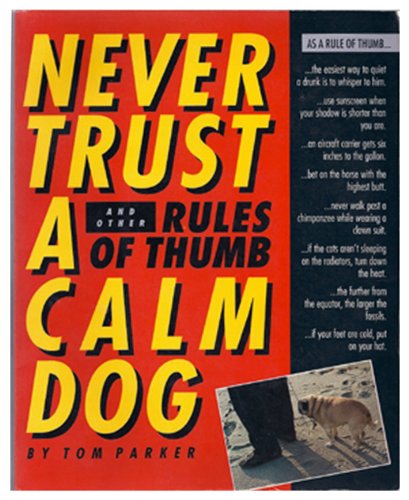 NEVER
TRUST
A
AND
OTHER
RULES
OF THUMB
CALM
DOG
BY TOM PARKER
AS A RULE OF THUMB...
...the easiest way to quiet
a drunk is to whisper to him.
...use sunscreen when
your shadow is shorter than
you are.
...an aircraft carrier gets six
inches to the gallon.
...bet on the horse with the
highest butt.
...never walk past a
chimpanzee while wearing a
clown suit.
...if the cats aren't sleeping
on the radiators, turn down
the heat.
...the further from
the equator, the larger the
fossils.
...if your feet are cold, put
on your hat.